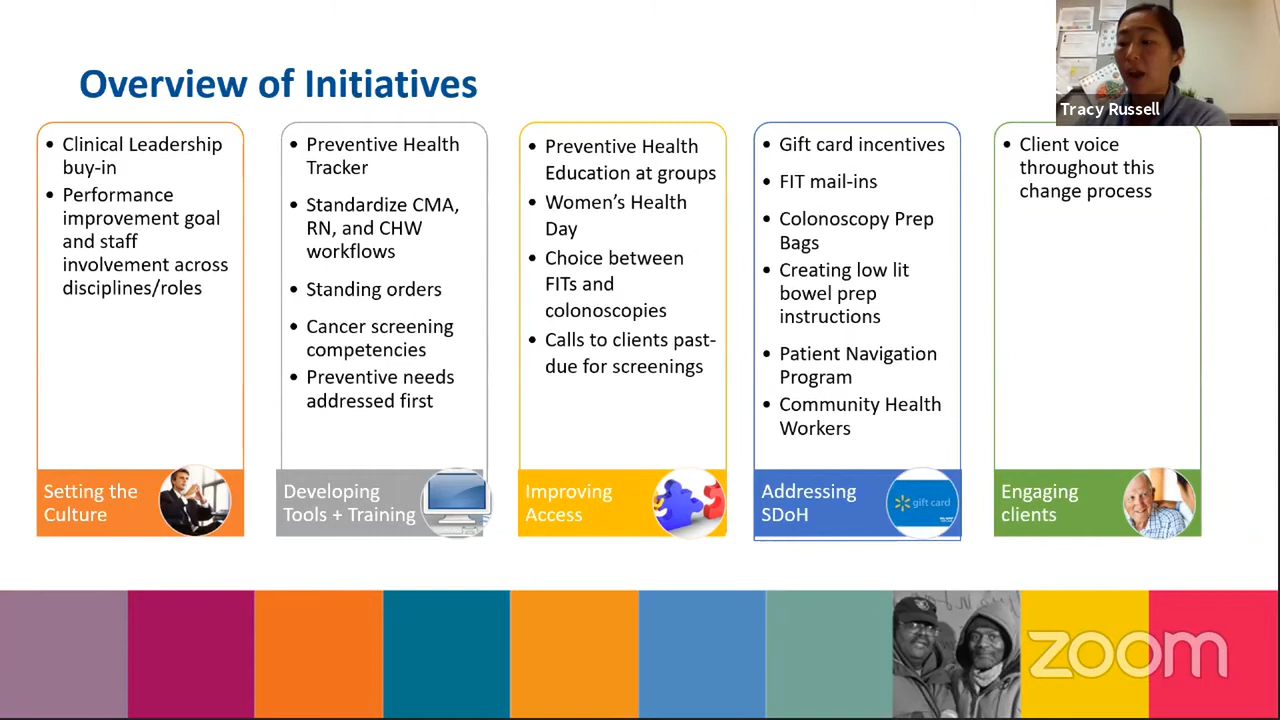 Overview of Initiatives
Tracy Russell
• Clinical Leadership
buy-in
• Performance
improvement goal
and staff
involvement across
disciplines/roles
Setting the
Culture
• Preventive Health
Tracker
• Standardize CMA,
RN, and CHW
workflows
• Standing orders
• Cancer screening
competencies
• Preventive needs
addressed first
Developing
Tools + Training
• Preventive Health
Education at groups
• Women's Health
Day
• Choice between
FITs and
colonoscopies
• Calls to clients past-
due for screenings
Improving
Access
• Gift card incentives
• FIT mail-ins
• Colonoscopy Prep
Bags
• Creating low lit
bowel prep
instructions
• Patient Navigation
Program
• Community Health
Workers
Addressing
SDoH
gift card
• Client voice
throughout this
change process
Engaging
clients
zoom